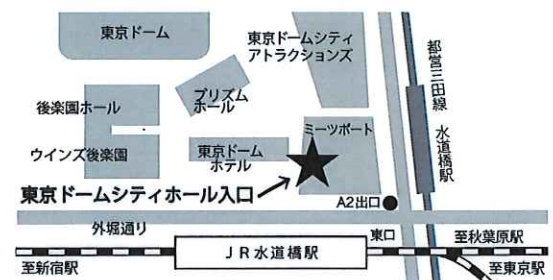 東京ドーム
東京ドームシティ
アトラクションズ
プリズム
ホール
後楽園ホール
ミーツポート
ウインズ後楽園
東京ドーム
ホテル
都営三田線 水道橋駅
東京ドームシティホール入口
A2出口
外堀通り
東口
至秋葉原駅
JR水道橋駅
至新宿駅
至東京駅